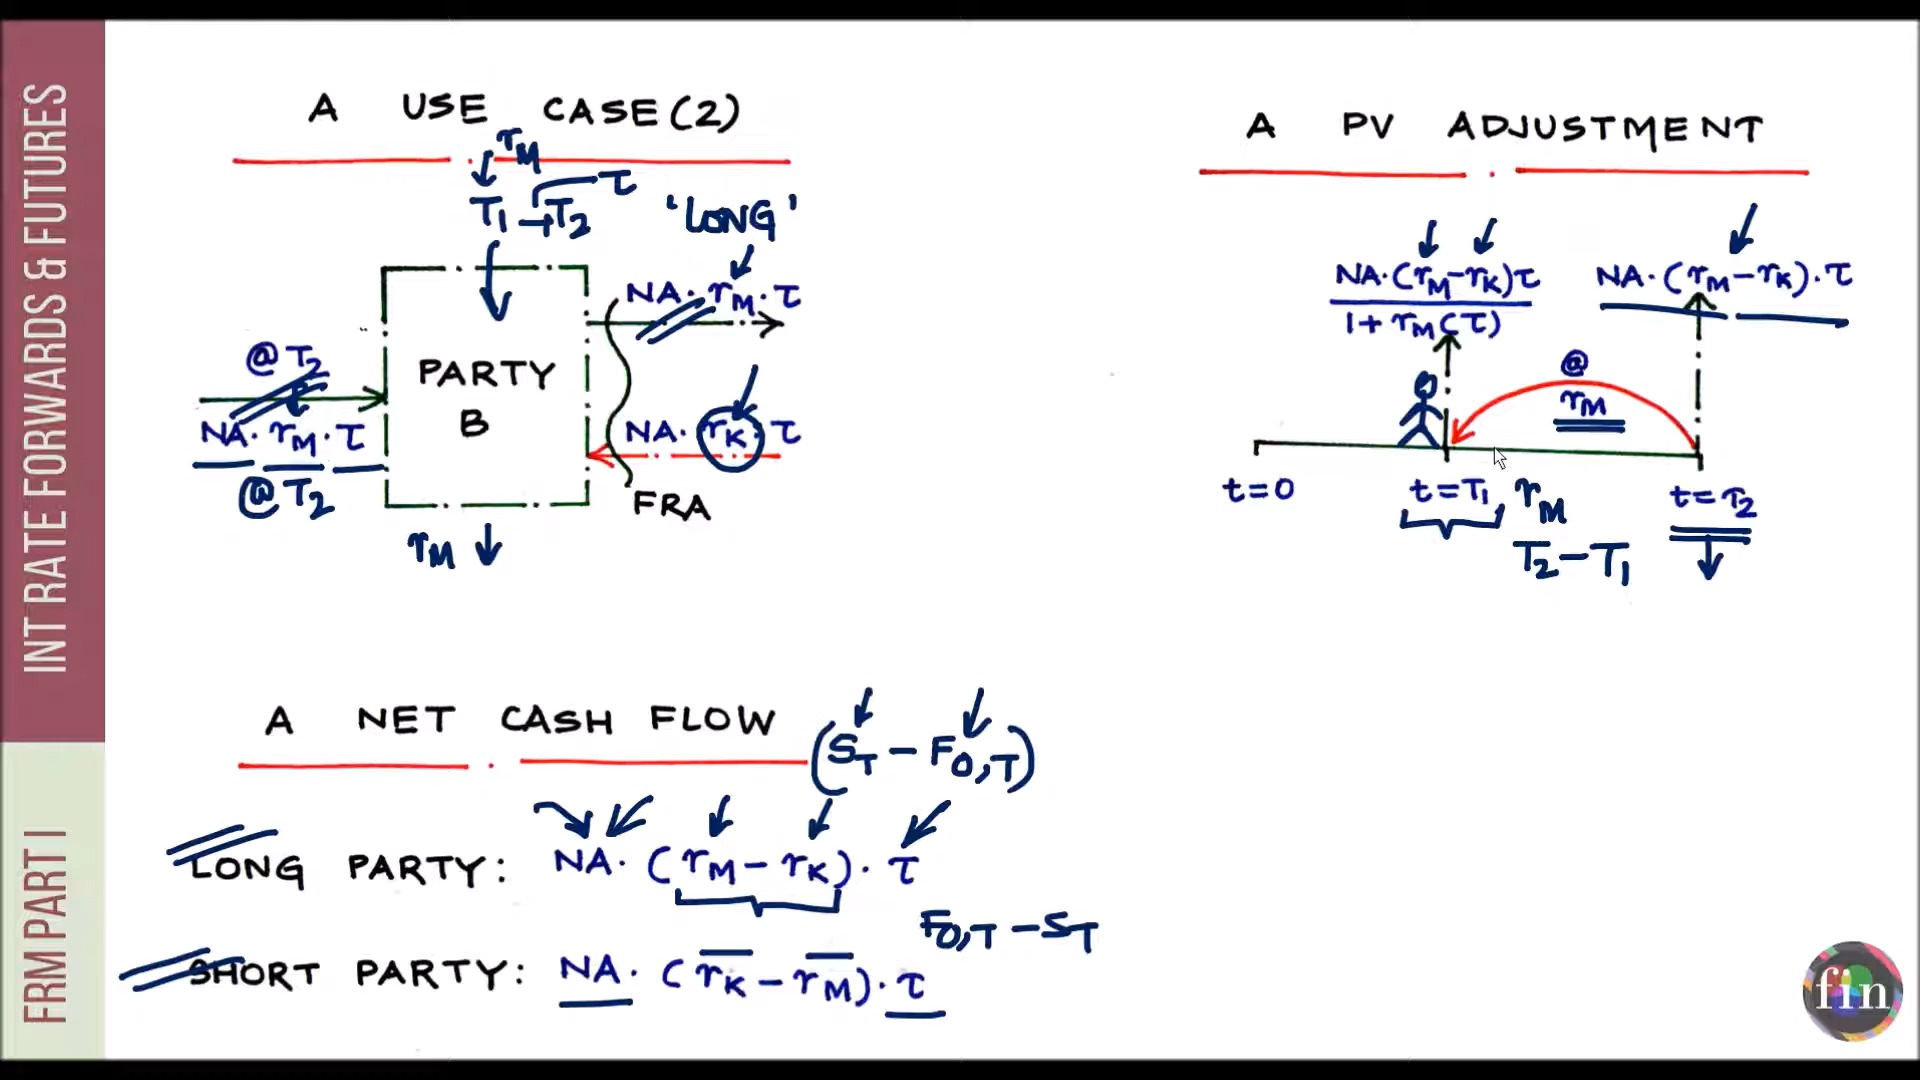 INT RATE FORWARDS & FUTURES
FRM PART I
A USE CASE(2)
rM
τ
T1 → T2
'LONG'
NA. rM. τ
@ T2
NA. rM. τ
@ T2
PARTY
B
NA. rK. τ
FRA
rM ↓
A PV ADJUSTMENT
NA.(rM-rK)τ
1+ rM(τ)
NA.(rM-rK).τ
@
rM
t=0
t=T1
rM
T2-T1
t=T2
A NET CASH FLOW
(ST - F0,T)
LONG PARTY: NA. (rM- rK). τ
F0,T - ST
SHORT PARTY: NA. (rK- rM). τ
fin